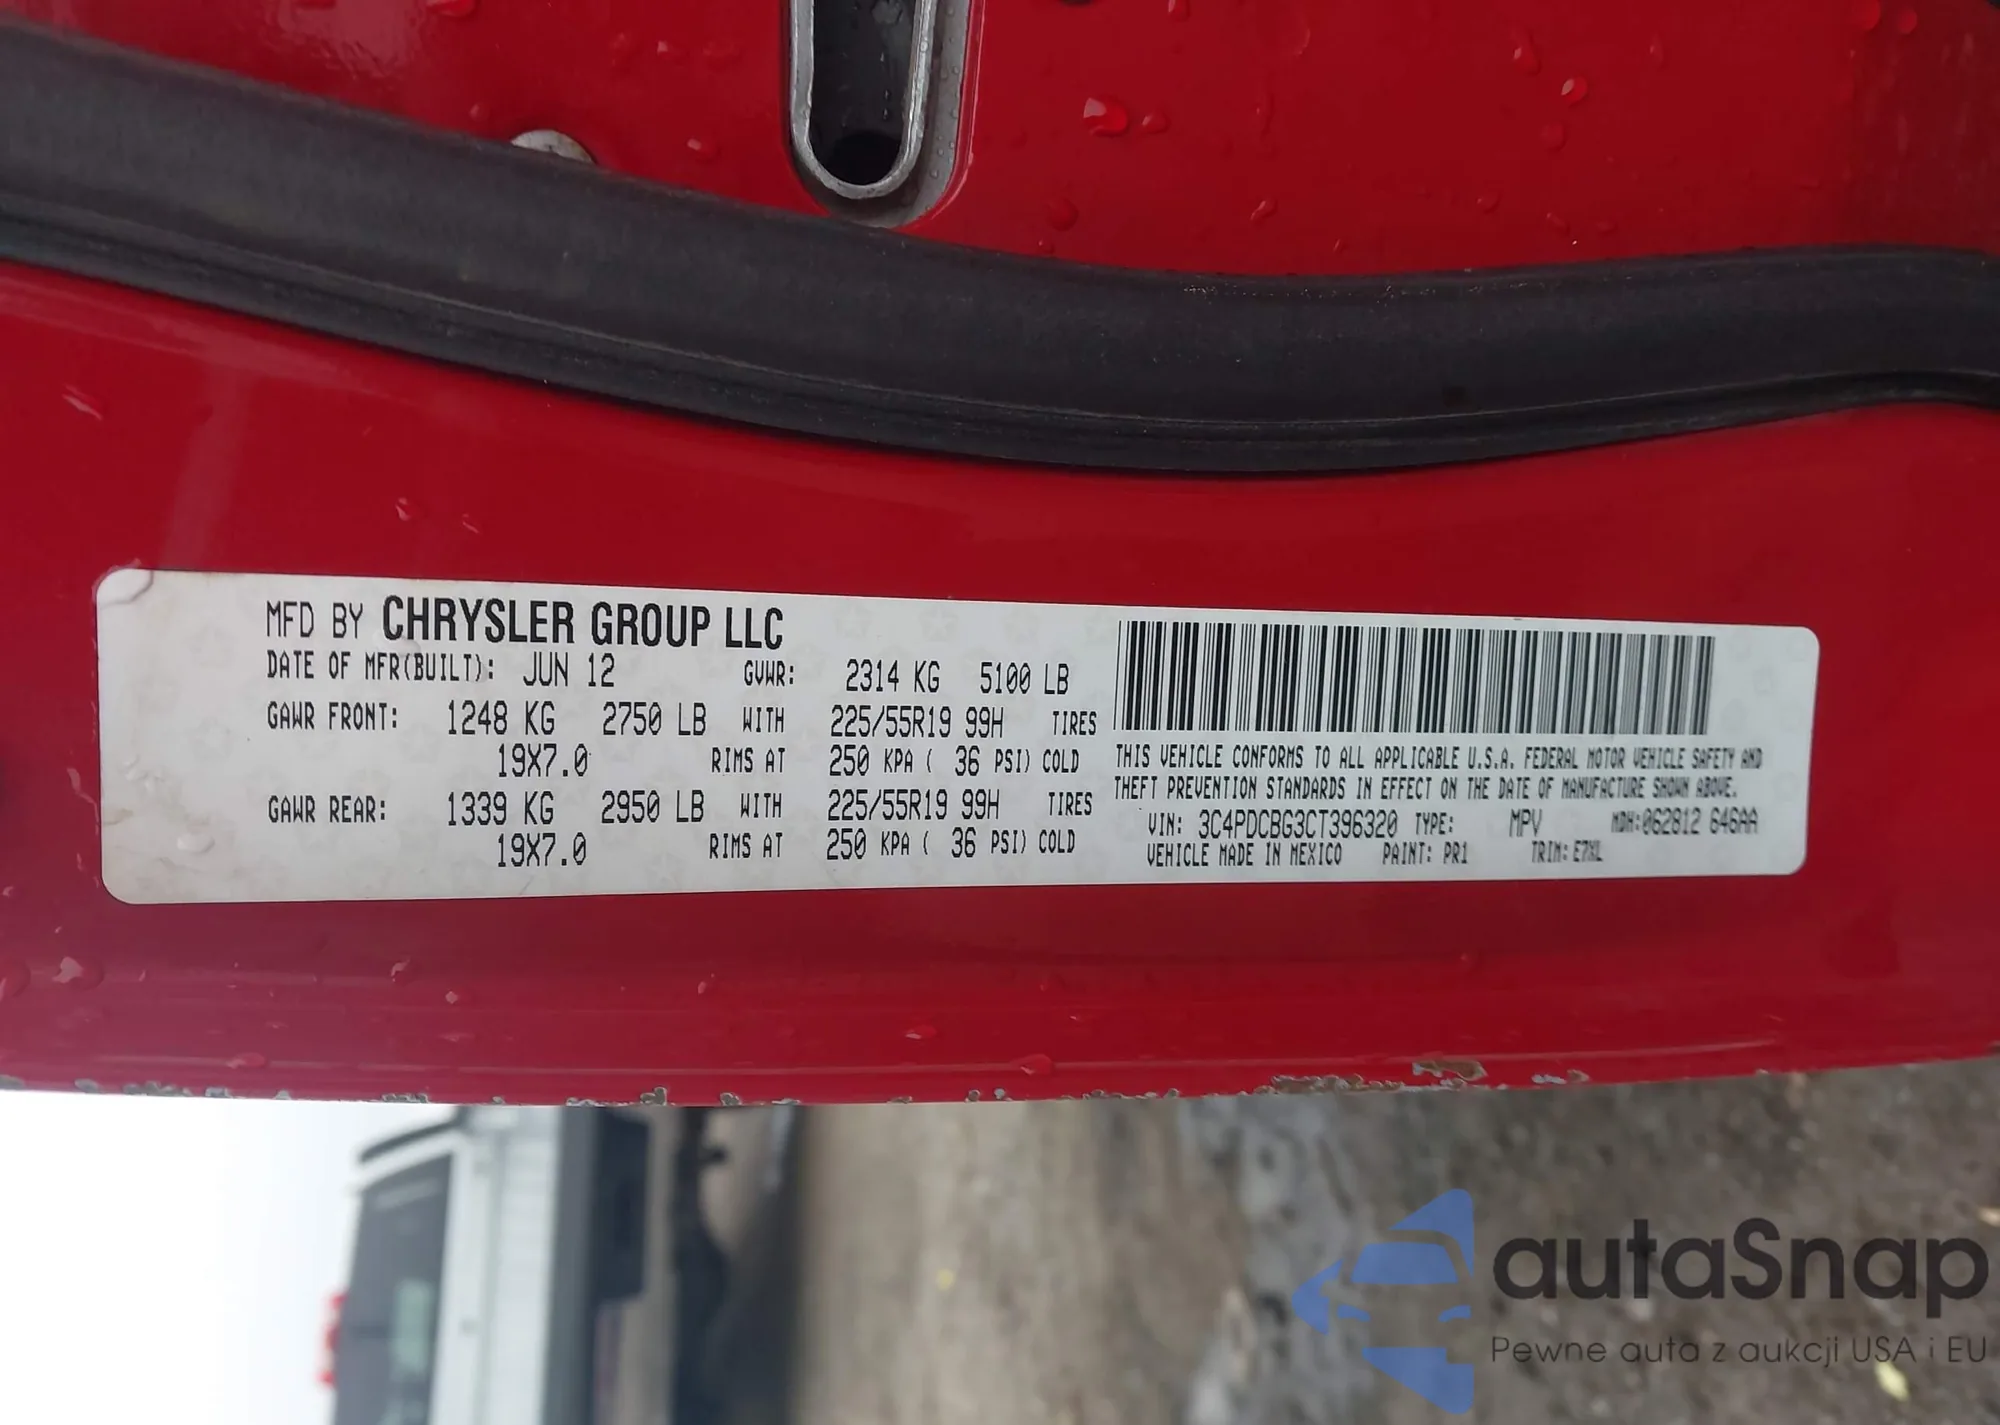 MFD BY CHRYSLER GROUP LLC
DATE OF MFR(BUILT): JUN 12 GVWR: 2314 KG 5100 LB
GAWR FRONT: 1248 KG 2750 LB WITH 225/55R19 99H TIRES
19X7.0 RIMS AT 250 KPA ( 36 PSI) COLD
GAWR REAR: 1339 KG 2950 LB WITH 225/55R19 99H TIRES
19X7.0 RIMS AT 250 KPA ( 36 PSI) COLD
THIS VEHICLE CONFORMS TO ALL APPLICABLE U.S.A. FEDERAL MOTOR VEHICLE SAFETY AND
THEFT PREVENTION STANDARDS IN EFFECT ON THE DATE OF MANUFACTURE SHOWN ABOVE.
VIN: 3C4PDCBG3CT396320 TYPE: MPV MDH:062812 646AA
VEHICLE MADE IN MEXICO PAINT: PR1 TRIM: E7XL
autaSnap
Pewne auta z aukcji USA i EU